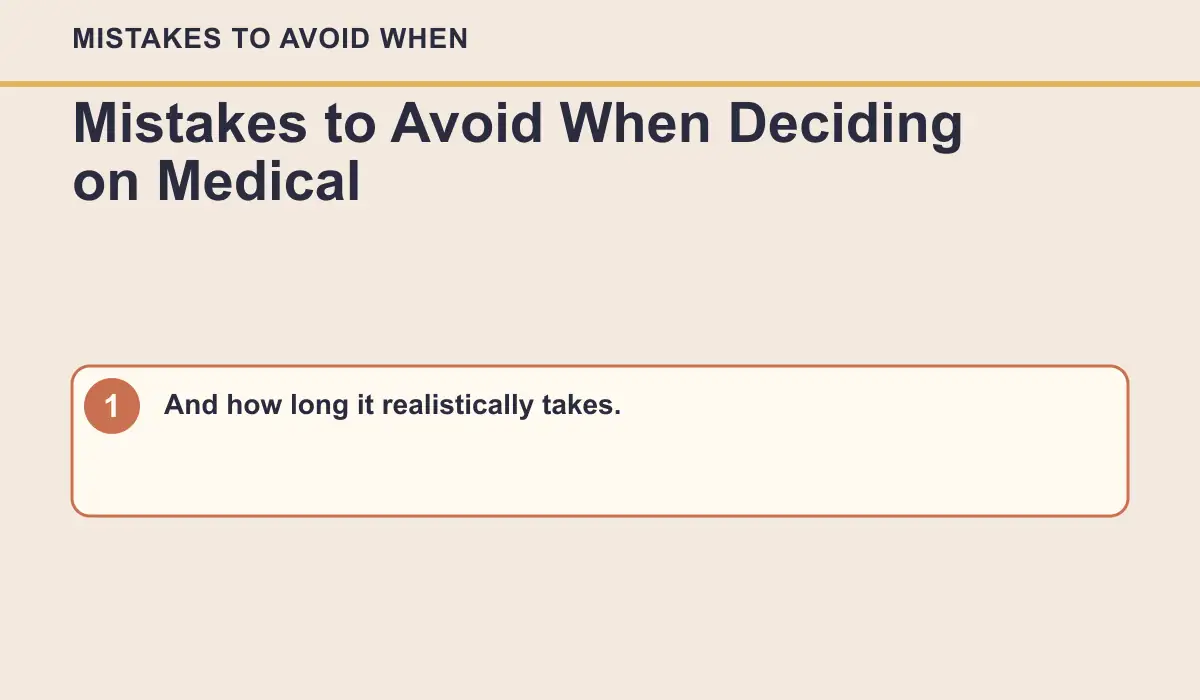 MISTAKES TO AVOID WHEN
Mistakes to Avoid When Deciding
on Medical
1
And how long it realistically takes.